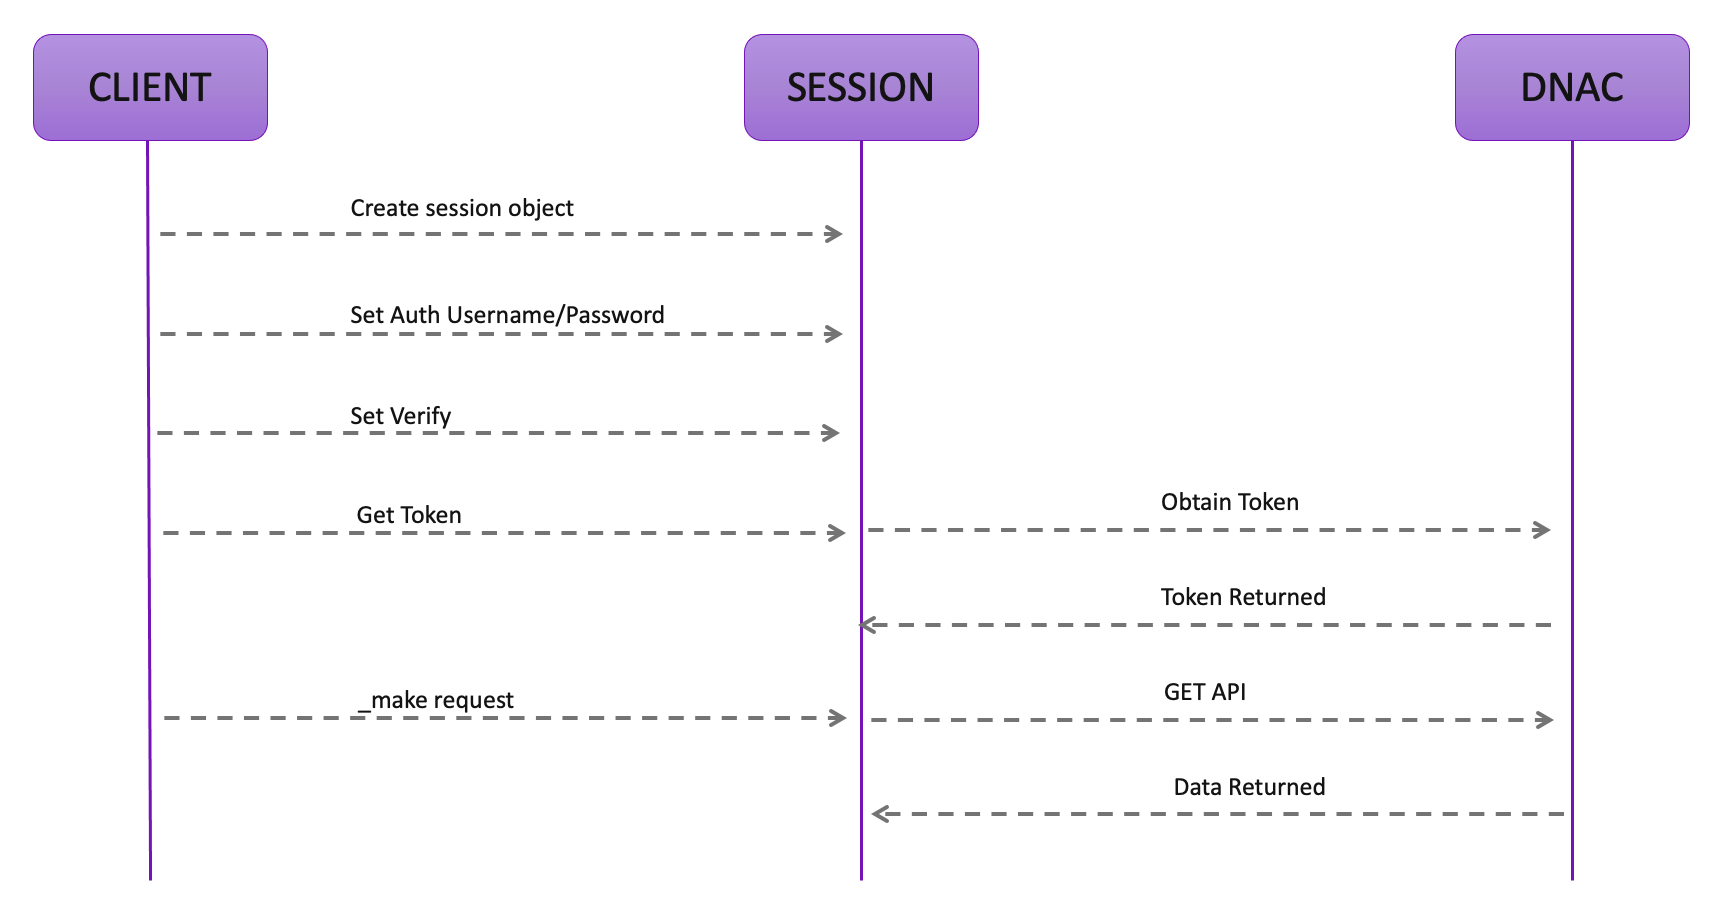 CLIENT
SESSION
DNAC
Create session object
Set Auth Username/Password
Set Verify
Get Token
Obtain Token
Token Returned
_make request
GET API
Data Returned